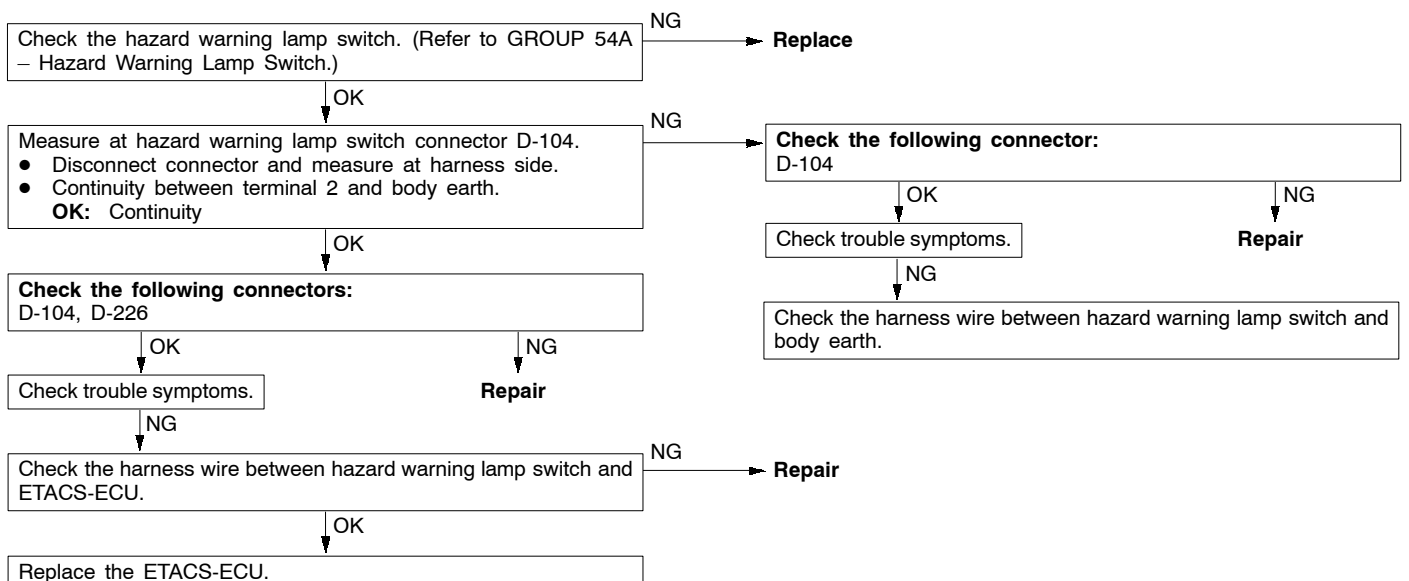 Check the hazard warning lamp switch. (Refer to GROUP 54A
– Hazard Warning Lamp Switch.)
NG
Replace
OK
Measure at hazard warning lamp switch connector D-104.
● Disconnect connector and measure at harness side.
● Continuity between terminal 2 and body earth.
OK: Continuity
NG
Check the following connector:
D-104
OK
NG
Check trouble symptoms.
Repair
NG
Check the harness wire between hazard warning lamp switch and
body earth.
OK
Check the following connectors:
D-104, D-226
OK
NG
Check trouble symptoms.
Repair
NG
Check the harness wire between hazard warning lamp switch and
ETACS-ECU.
NG
Repair
OK
Replace the ETACS-ECU.